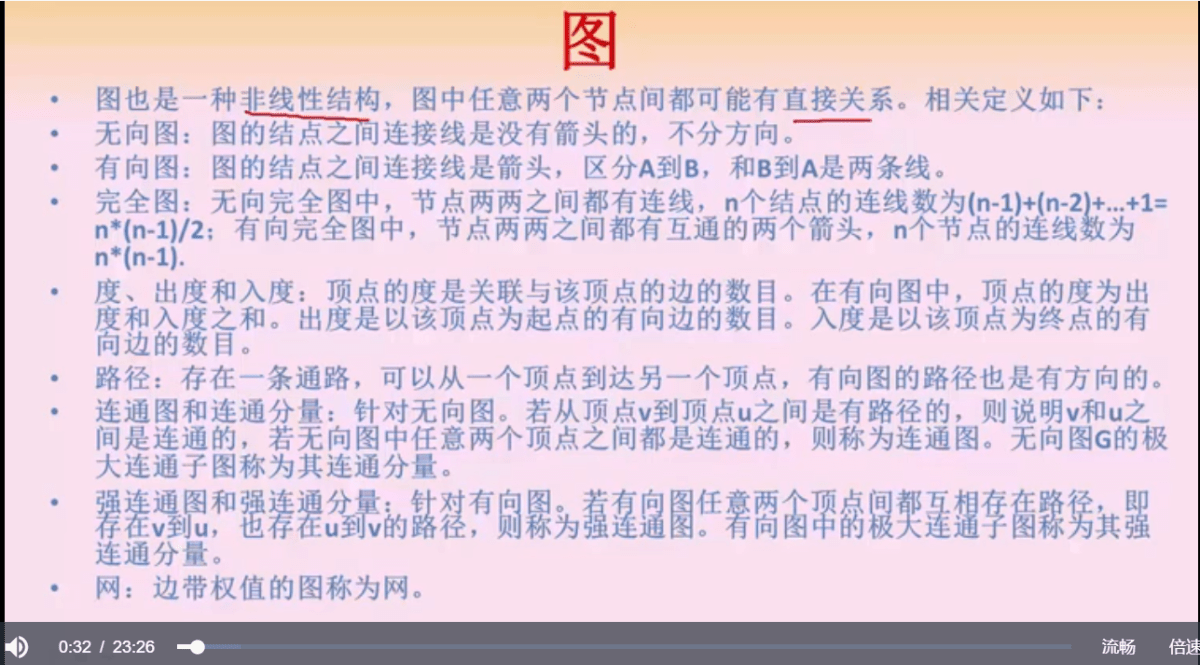 图
• 图也是一种非线性结构，图中任意两个节点间都可能有直接关系。相关定义如下：
• 无向图：图的结点之间连接线是没有箭头的，不分方向。
• 有向图：图的结点之间连接线是箭头，区分A到B，和B到A是两条线。
• 完全图：无向完全图中，节点两两之间都有连线，n个结点的连线数为(n-1)+(n-2)+...+1=
n*(n-1)/2；有向完全图中，节点两两之间都有互通的两个箭头，n个节点的连线数为
n*(n-1).
• 度、出度和入度：顶点的度是关联与该顶点的边的数目。在有向图中，顶点的度为出
度和入度之和。出度是以该顶点为起点的有向边的数目。入度是以该顶点为终点的有
向边的数目。
• 路径：存在一条通路，可以从一个顶点到达另一个顶点，有向图的路径也是有方向的。
• 连通图和连通分量：针对无向图。若从顶点v到顶点u之间是有路径的，则说明v和u之
间是连通的，若无向图中任意两个顶点之间都是连通的，则称为连通图。无向图G的极
大连通子图称为其连通分量。
• 强连通图和强连通分量：针对有向图。若有向图任意两个顶点间都互相存在路径，即
存在v到u，也存在u到v的路径，则称为强连通图。有向图中的极大连通子图称为其强
连通分量。
• 网：边带权值的图称为网。
0:32 / 23:26 流畅 倍速